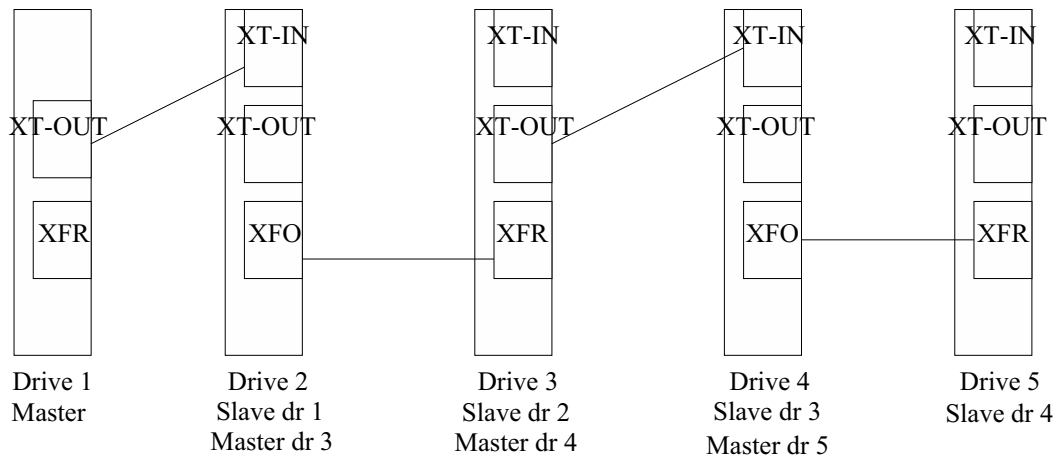 XT-IN XT-IN XT-IN XT-IN
XT-OUT XT-OUT XT-OUT XT-OUT XT-OUT
XFR XFO XFR XFO XFR
Drive 1 Drive 2 Drive 3 Drive 4 Drive 5
Master Slave dr 1 Slave dr 2 Slave dr 3 Slave dr 4
Master dr 3 Master dr 4 Master dr 5